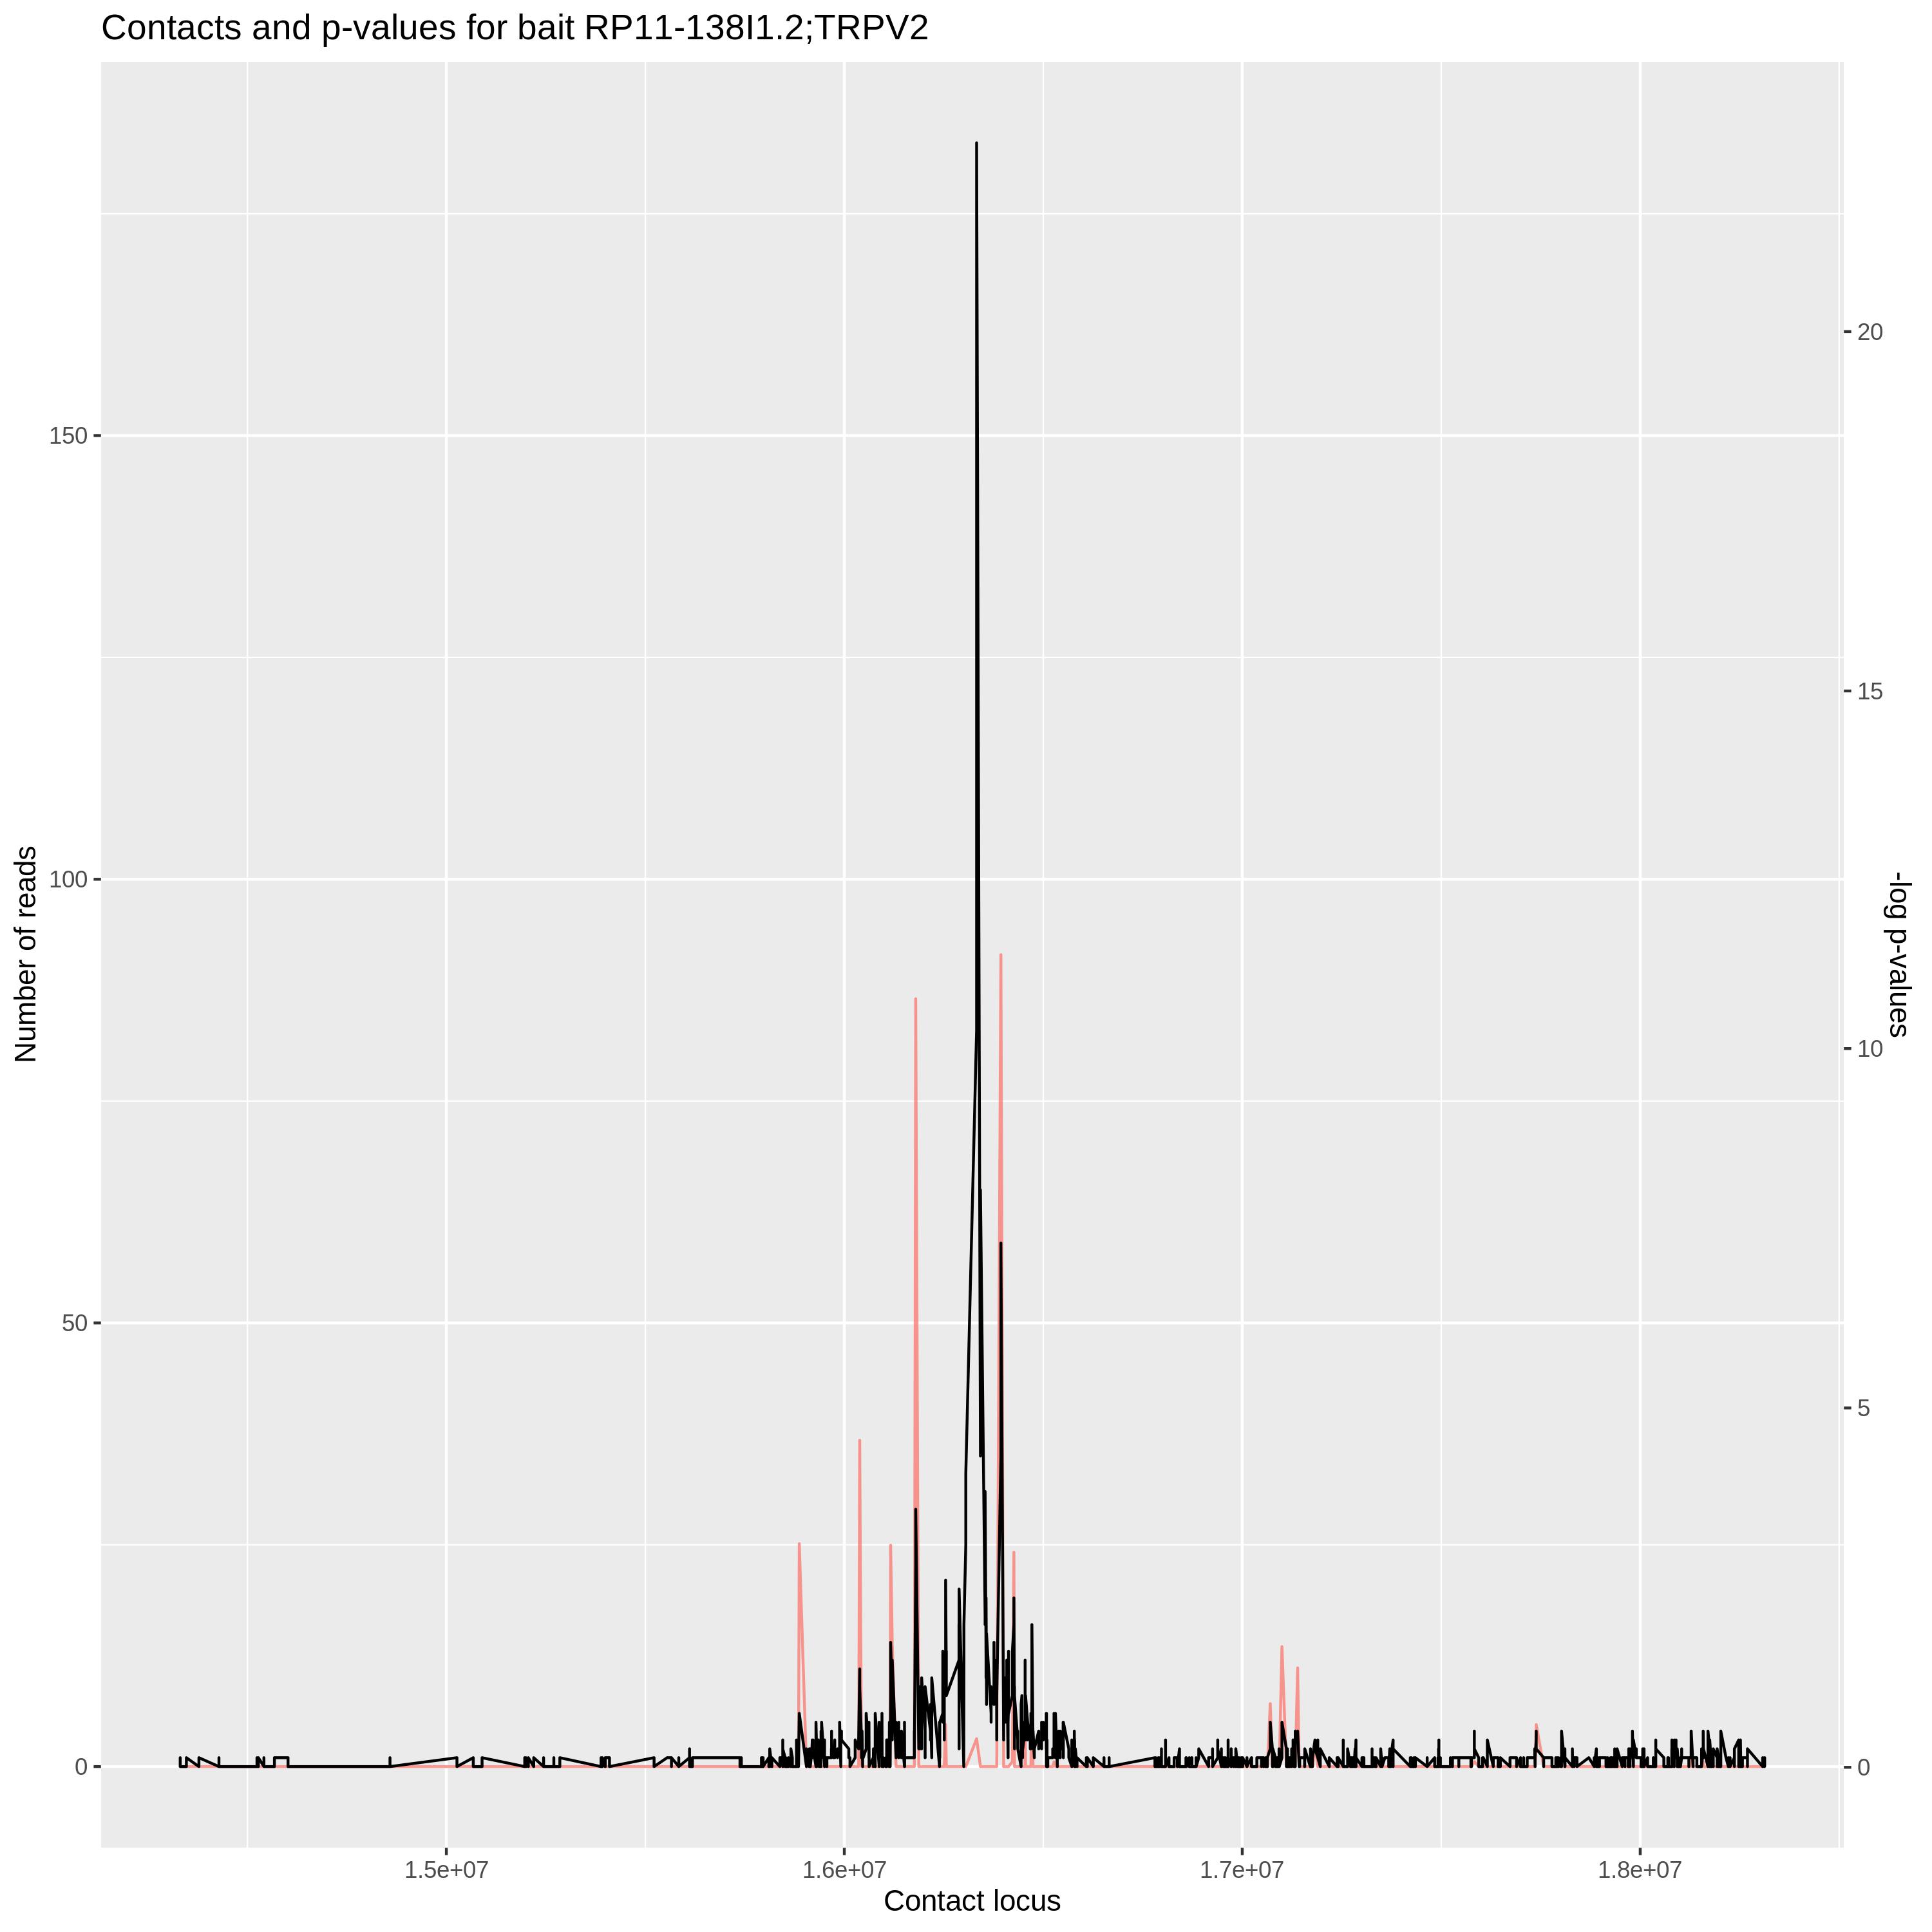 Contacts and p-values for bait RP11-138I1.2;TRPV2
Number of reads
150
100
50
0
20
15
10
5
0
-log p-values
1.5e+07
1.6e+07
1.7e+07
1.8e+07
Contact locus